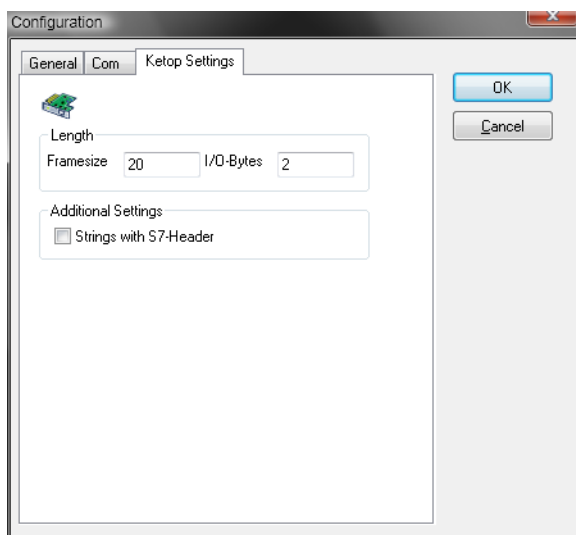 Configuration
x
General Com Ketop Settings
OK
Cancel
Length
Framesize 20 I/O-Bytes 2
Additional Settings
Strings with S7-Header